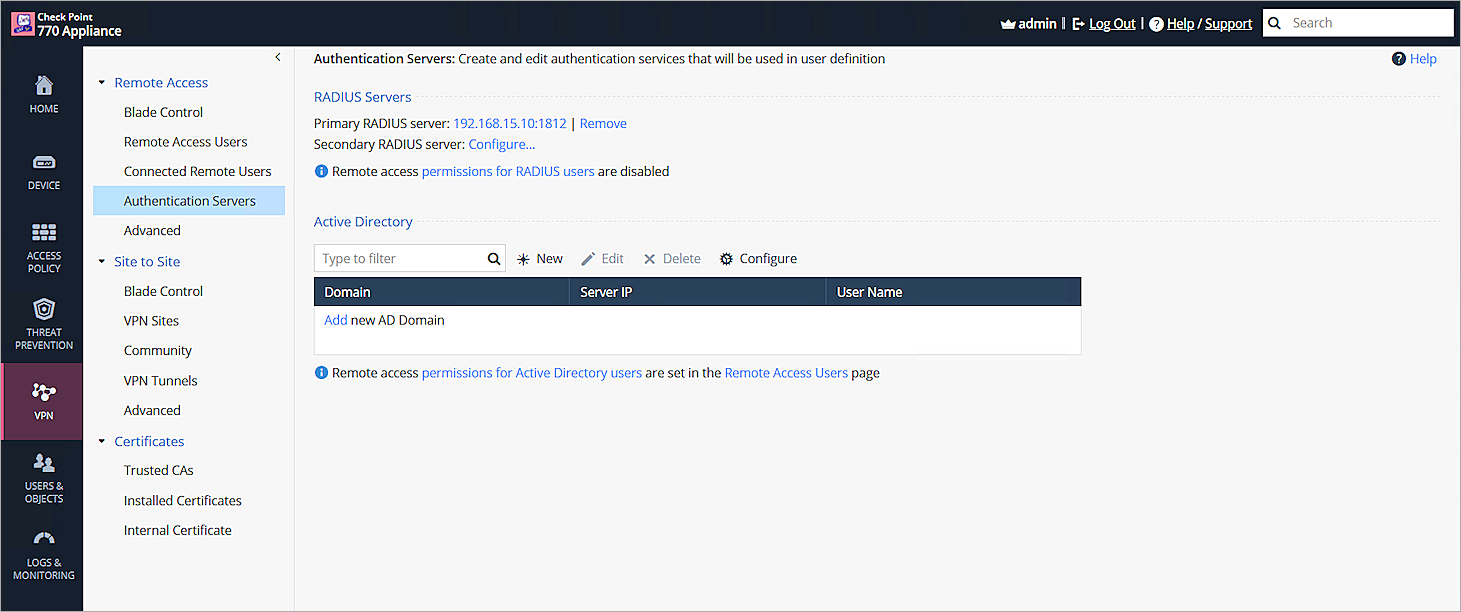 Check Point
770 Appliance
admin | Log Out | Help / Support
Search
HOME
DEVICE
ACCESS
POLICY
THREAT
PREVENTION
VPN
USERS &
OBJECTS
LOGS &
MONITORING
Remote Access
Blade Control
Remote Access Users
Connected Remote Users
Authentication Servers
Advanced
Site to Site
Blade Control
VPN Sites
Community
VPN Tunnels
Advanced
Certificates
Trusted CAs
Installed Certificates
Internal Certificate
Authentication Servers: Create and edit authentication services that will be used in user definition
Help
RADIUS Servers
Primary RADIUS server: 192.168.15.10:1812 | Remove
Secondary RADIUS server: Configure...
Remote access permissions for RADIUS users are disabled
Active Directory
Type to filter
New Edit Delete Configure
Domain Server IP User Name
Add new AD Domain
Remote access permissions for Active Directory users are set in the Remote Access Users page